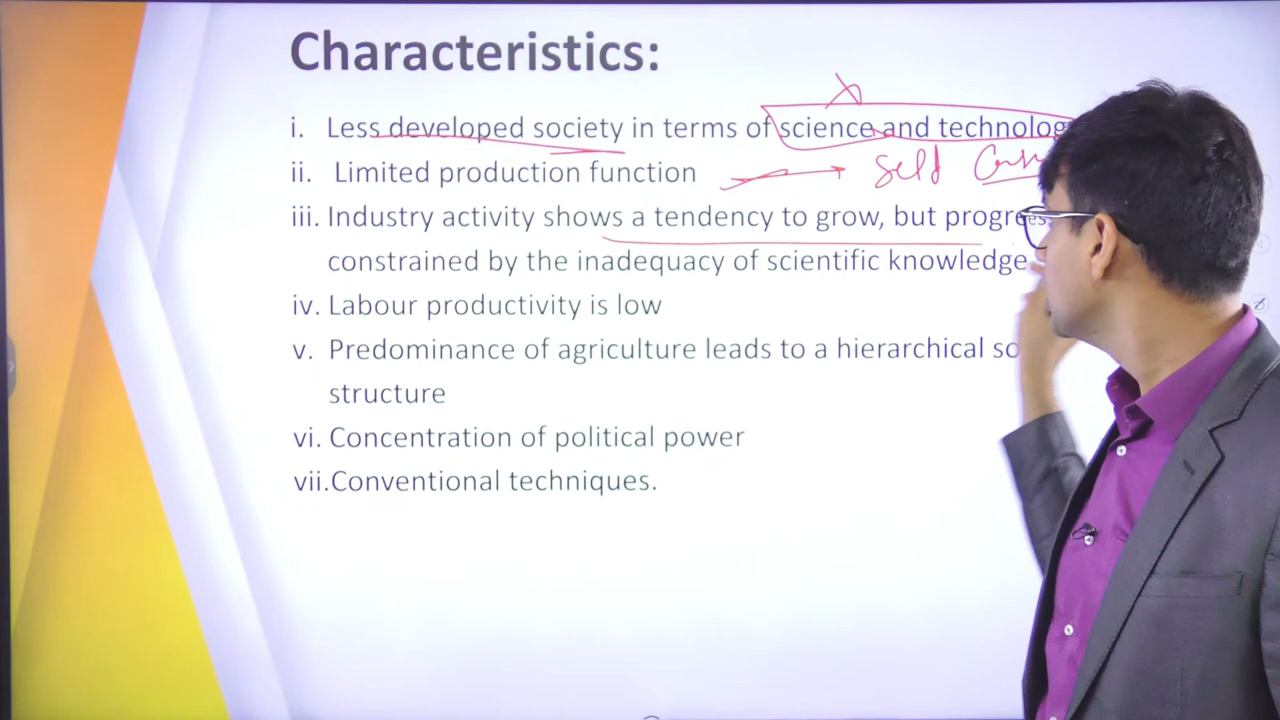 Characteristics:
i. Less developed society in terms of science and technolog
ii. Limited production function
self
iii. Industry activity shows a tendency to grow, but progres
constrained by the inadequacy of scientific knowledge
iv. Labour productivity is low
v. Predominance of agriculture leads to a hierarchical so
structure
vi. Concentration of political power
vii.Conventional techniques.